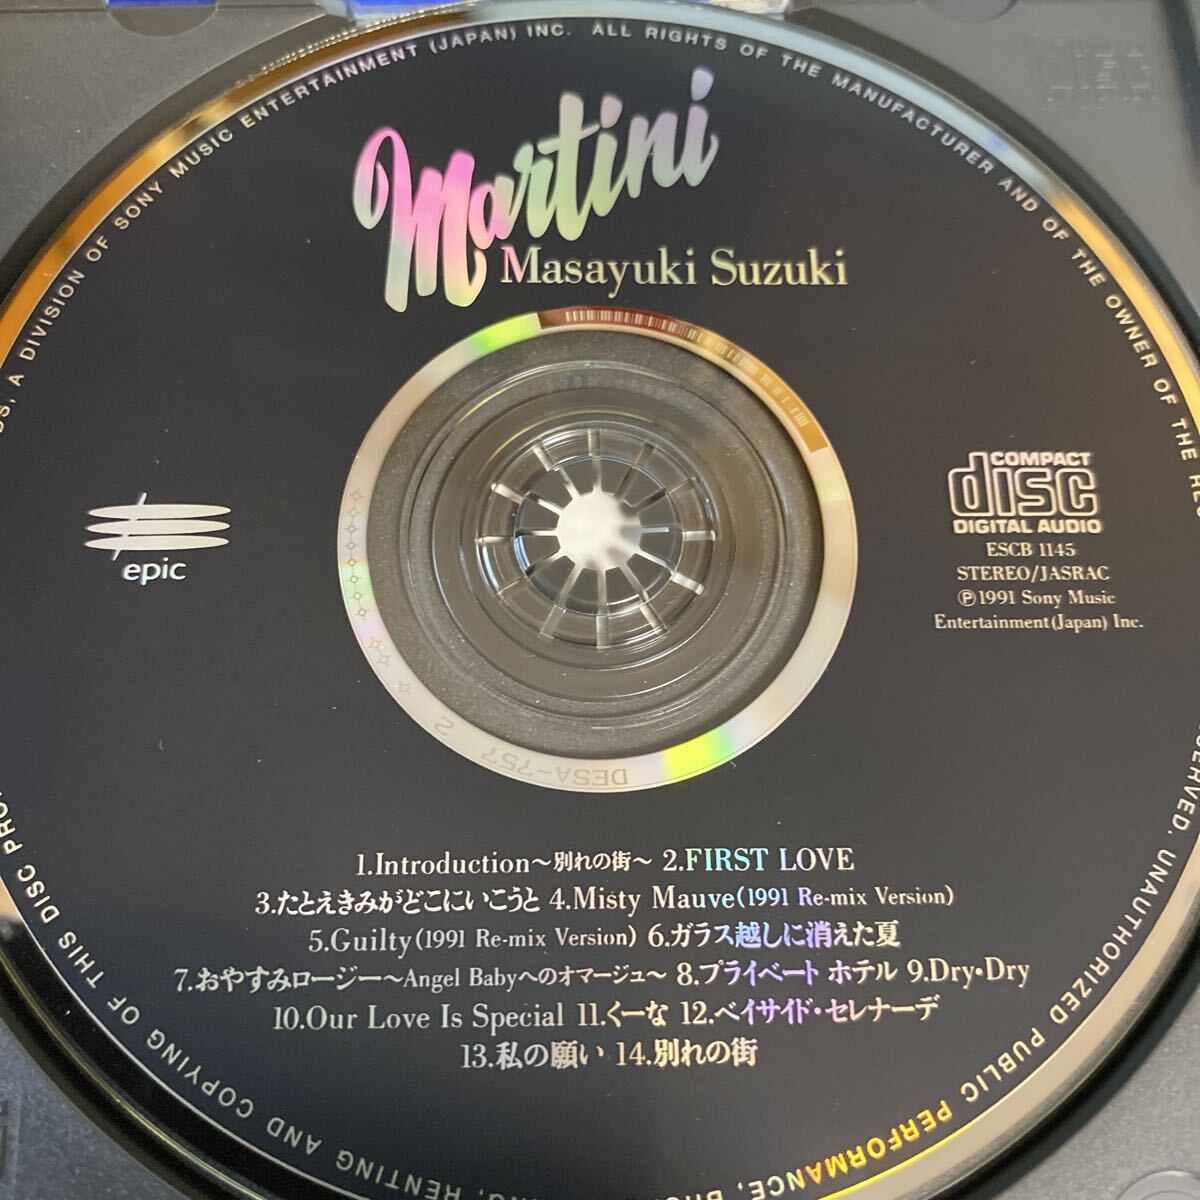 Martini
Masayuki Suzuki
epic
COMPACT
disc
DIGITAL AUDIO
ESCB 1145
STEREO/JASRAC
Ⓟ1991 Sony Music
Entertainment(Japan) Inc.
DESA-757 2
1.Introduction〜別れの街〜 2.FIRST LOVE
3.たとえきみがどこにいこうと 4.Misty Mauve(1991 Re-mix Version)
5.Guilty(1991 Re-mix Version) 6.ガラス越しに消えた夏
7.おやすみロージー〜Angel Babyへのオマージュ〜 8.プライベート ホテル 9.Dry・Dry
10.Our Love Is Special 11.くーな 12.ベイサイド・セレナーデ
13.私の願い 14.別れの街
A DIVISION OF SONY MUSIC ENTERTAINMENT (JAPAN) INC. ALL RIGHTS OF THE MANUFACTURER AND OF THE OWNER OF THE
UNAUTHORIZED PUBLIC PERFORMANCE,
RENTING AND COPYING OF THIS DISC